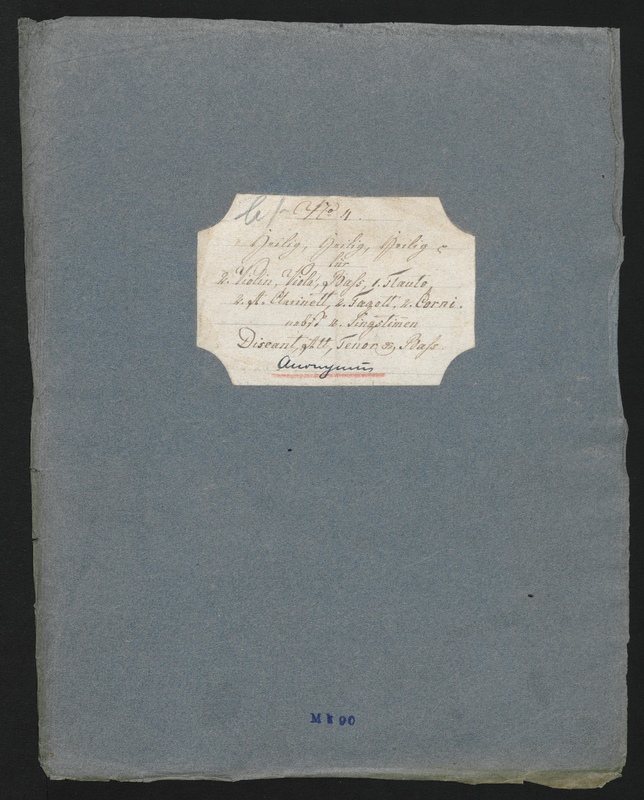 No 4.
Heilig, Heilig, Heilig
für
2. Violin, Viola, Bass, 1. Flauto,
2. A. Clarinett, 2. Fagott, 2. Corni.
nebst 4. Singstimen
Discant, Alt, Tenor & Bass
Anonymus
M 90